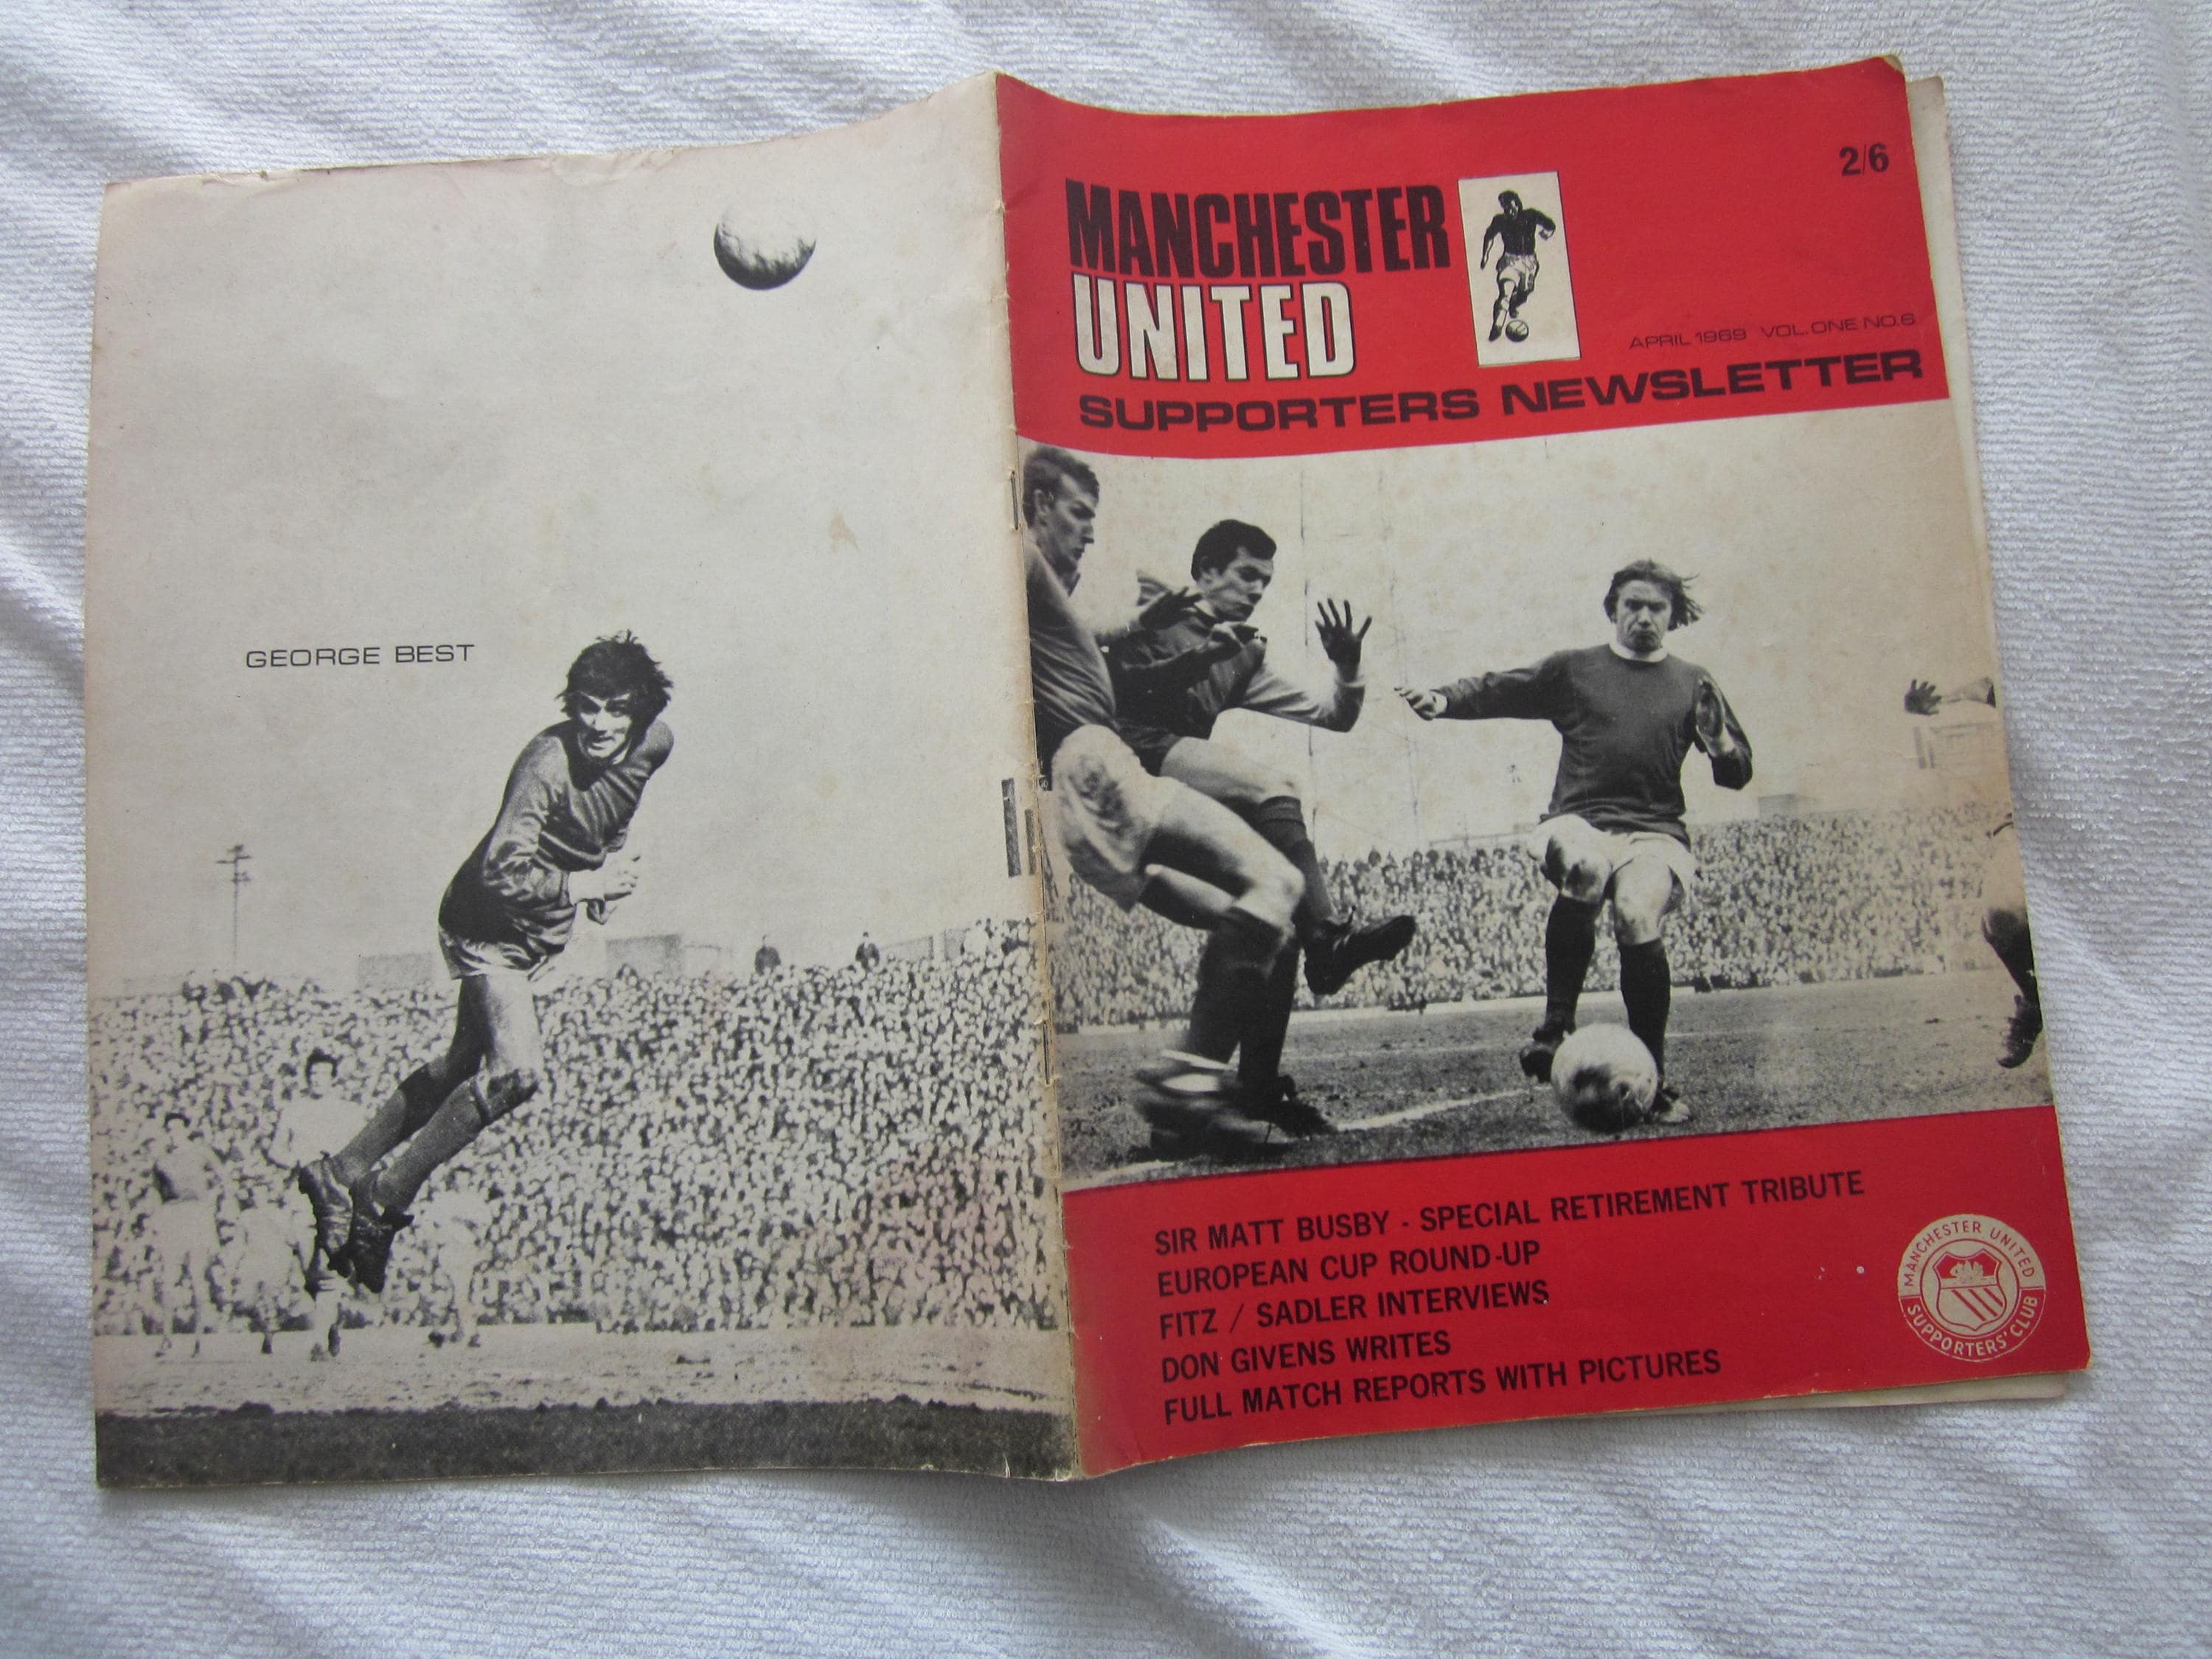 GEORGE BEST
2/6
MANCHESTER
UNITED
APRIL 1969 VOL. ONE NO.6
SUPPORTERS NEWSLETTER
SIR MATT BUSBY - SPECIAL RETIREMENT TRIBUTE
EUROPEAN CUP ROUND-UP
FITZ / SADLER INTERVIEWS
DON GIVENS WRITES
FULL MATCH REPORTS WITH PICTURES
MANCHESTER UNITED
SUPPORTERS' CLUB